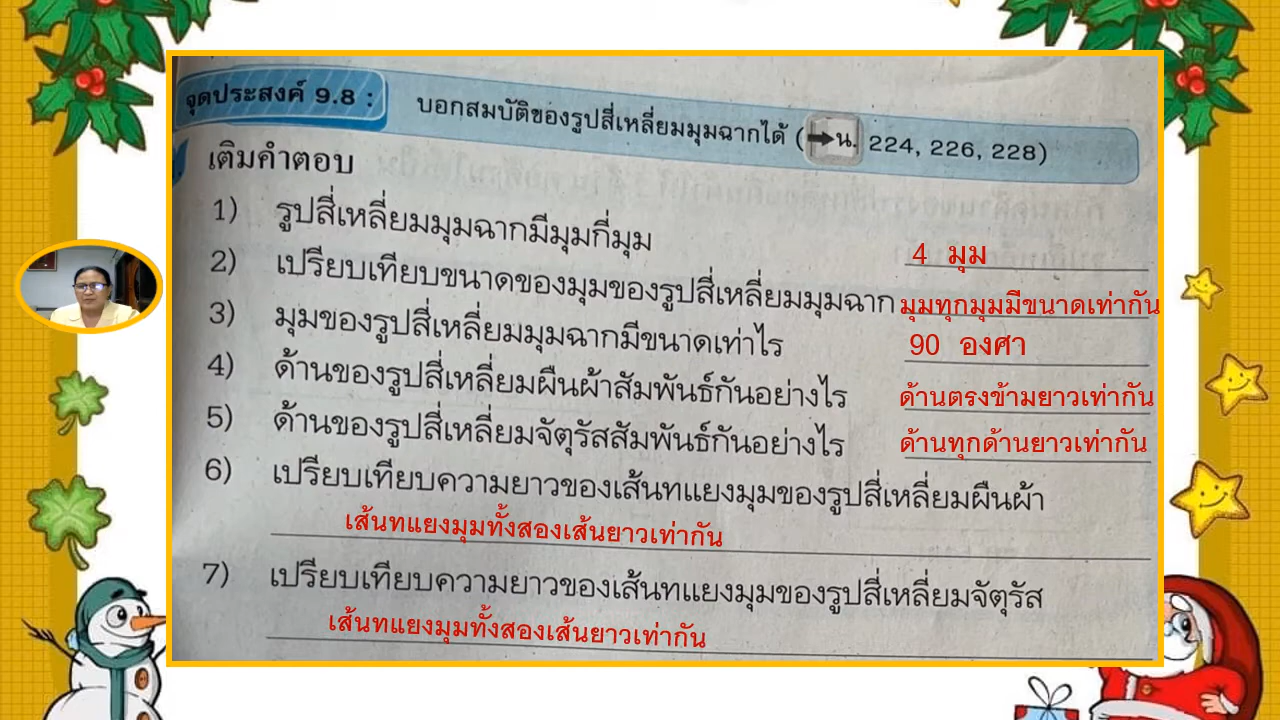 จุดประสงค์ 9.8 : บอกสมบัติของรูปสี่เหลี่ยมมุมฉากได้ (➡น. 224, 226, 228)
เติมคำตอบ
1) รูปสี่เหลี่ยมมุมฉากมีมุมกี่มุม 4 มุม
2) เปรียบเทียบขนาดของมุมของรูปสี่เหลี่ยมมุมฉาก มุมทุกมุมมีขนาดเท่ากัน
3) มุมของรูปสี่เหลี่ยมมุมฉากมีขนาดเท่าไร 90 องศา
4) ด้านของรูปสี่เหลี่ยมผืนผ้าสัมพันธ์กันอย่างไร ด้านตรงข้ามยาวเท่ากัน
5) ด้านของรูปสี่เหลี่ยมจัตุรัสสัมพันธ์กันอย่างไร ด้านทุกด้านยาวเท่ากัน
6) เปรียบเทียบความยาวของเส้นทแยงมุมของรูปสี่เหลี่ยมผืนผ้า
เส้นทแยงมุมทั้งสองเส้นยาวเท่ากัน
7) เปรียบเทียบความยาวของเส้นทแยงมุมของรูปสี่เหลี่ยมจัตุรัส
เส้นทแยงมุมทั้งสองเส้นยาวเท่ากัน